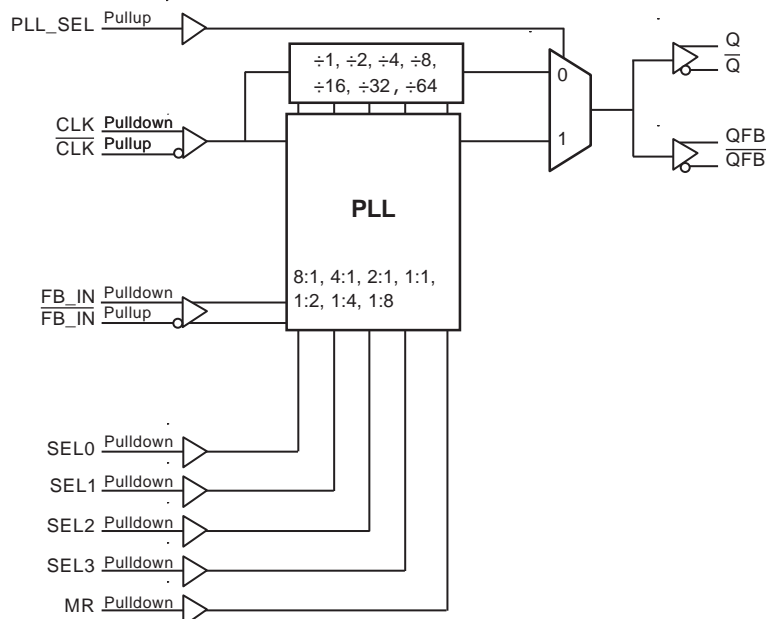 PLL_SEL Pullup
÷1, ÷2, ÷4, ÷8,
÷16, ÷32 , ÷64
0
Q
Q
CLK Pulldown
CLK Pullup
1
QFB
QFB
PLL
8:1, 4:1, 2:1, 1:1,
1:2, 1:4, 1:8
FB_IN Pulldown
FB_IN Pullup
SEL0 Pulldown
SEL1 Pulldown
SEL2 Pulldown
SEL3 Pulldown
MR Pulldown